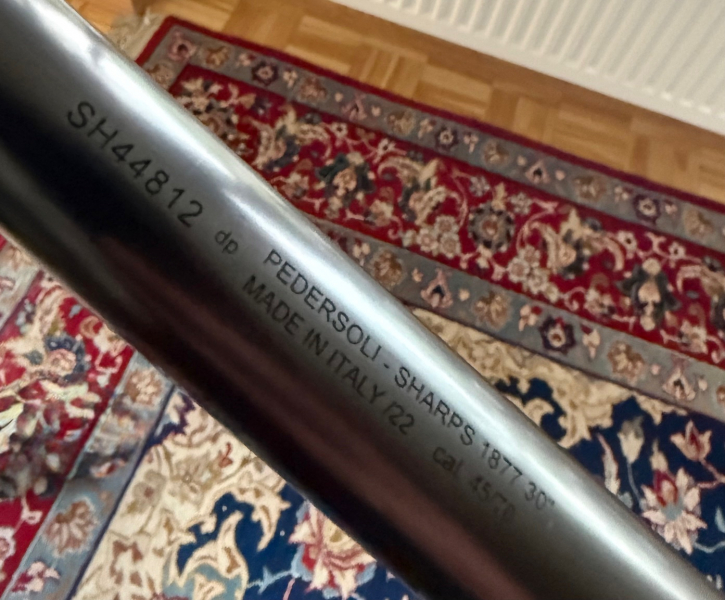 SH44812 dp PEDERSOLI - SHARPS 1877 30"
MADE IN ITALY /22 cal. 45/70